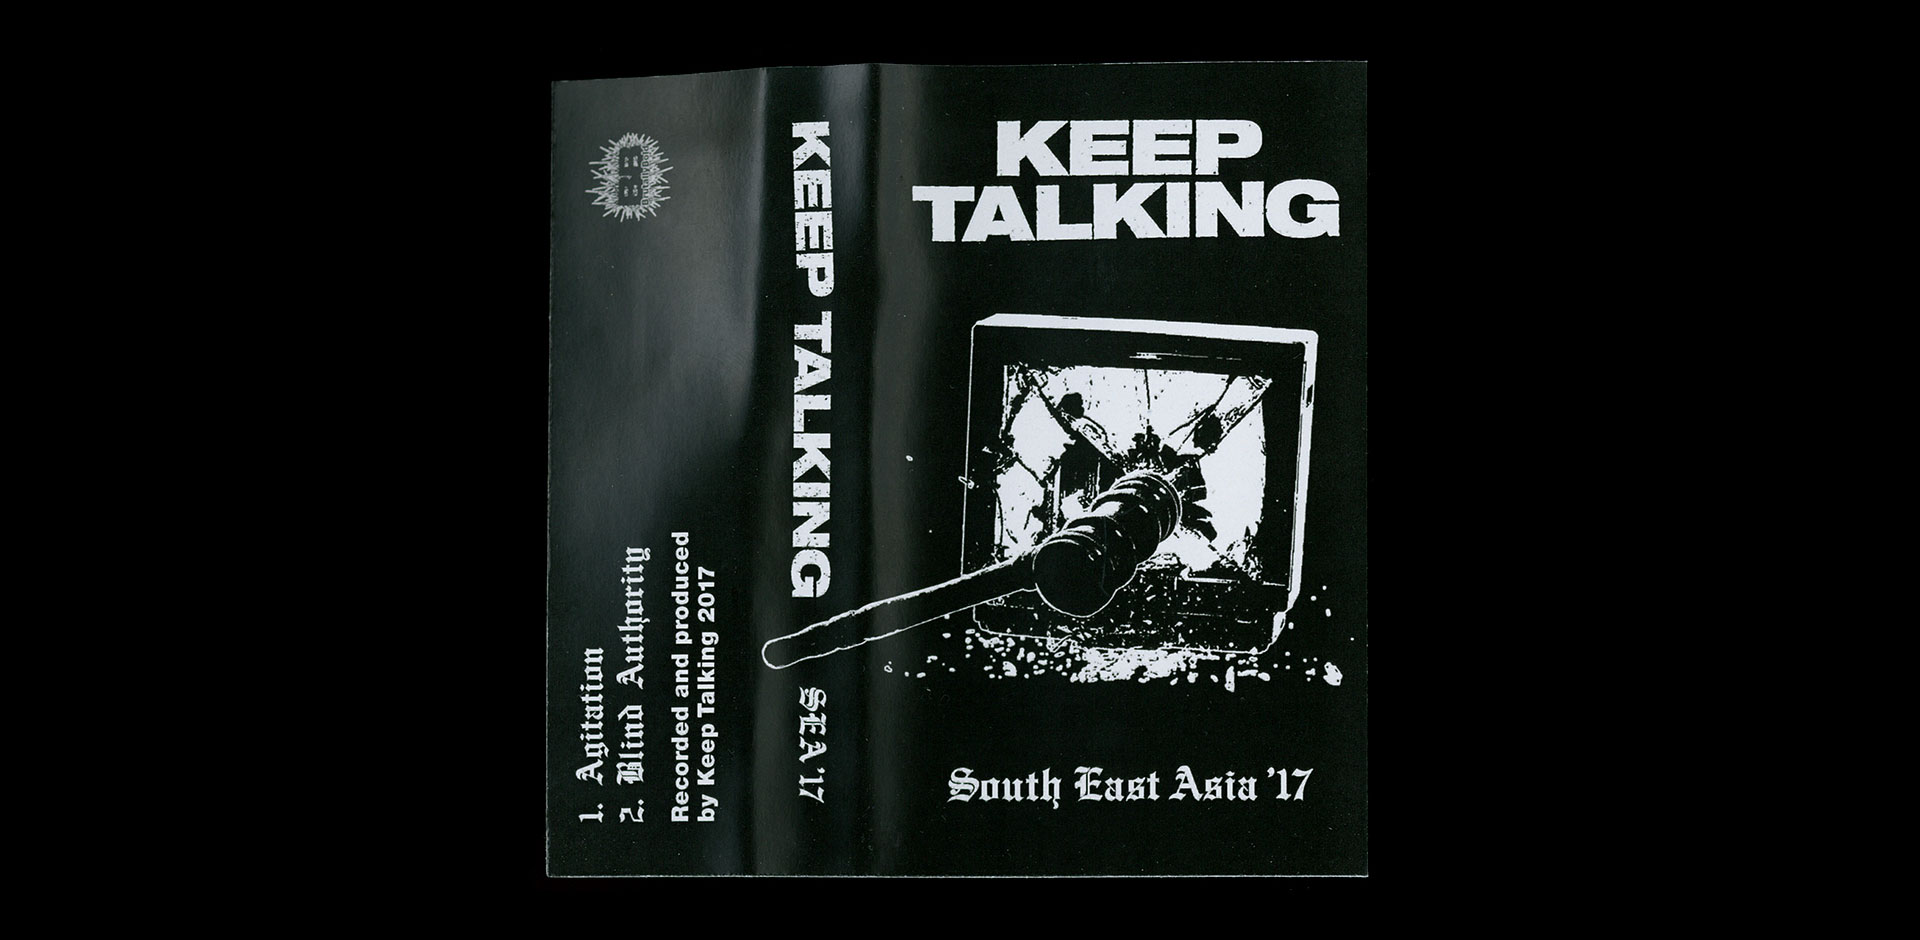 1. Agitation
2. Blind Authority
Recorded and produced
by Keep Talking 2017
KEEP TALKING
SEA '17
KEEP
TALKING
South East Asia '17